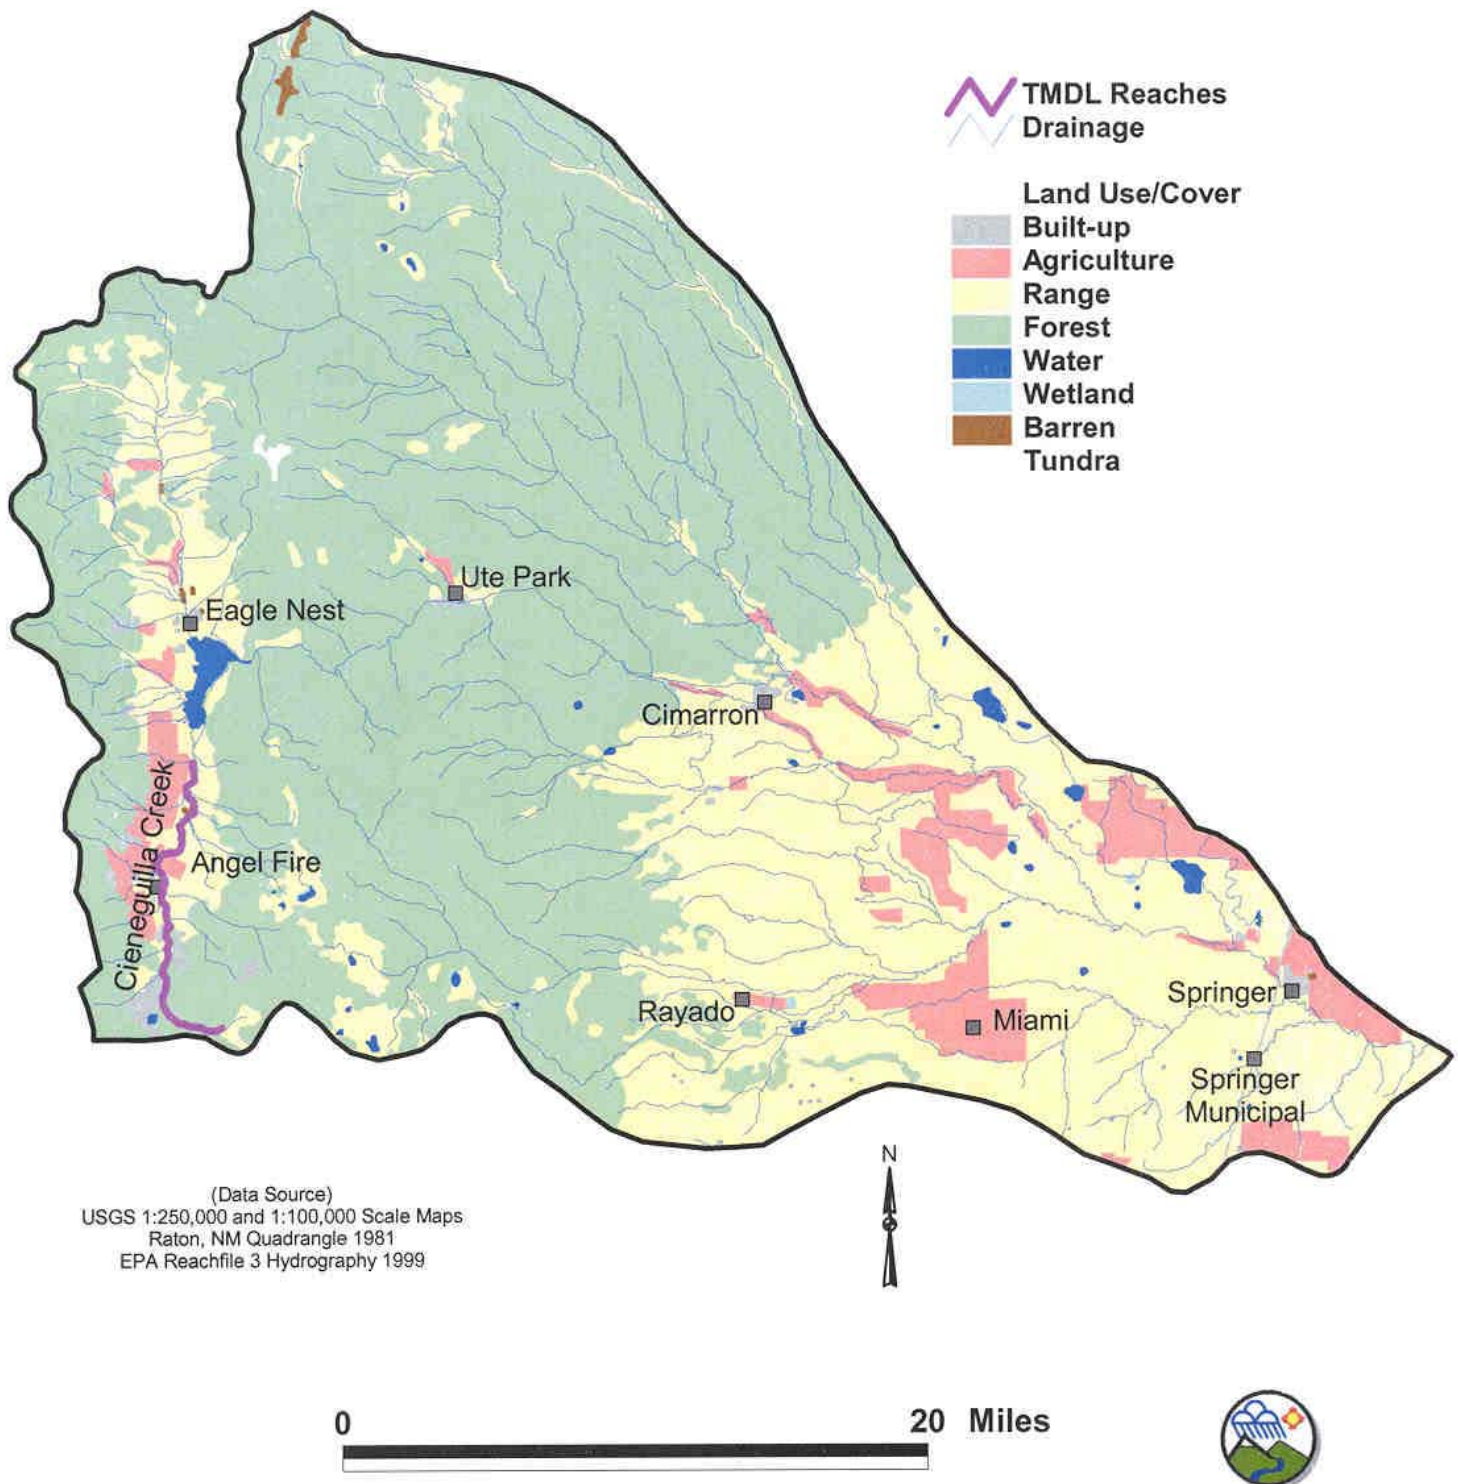 TMDL Reaches
Drainage
Land Use/Cover
Built-up
Agriculture
Range
Forest
Water
Wetland
Barren
Tundra
Ute Park
Eagle Nest
Cimarron
Cieneguilla Creek
Angel Fire
Rayado
Miami
Springer
Springer
Municipal
N
(Data Source)
USGS 1:250,000 and 1:100,000 Scale Maps
Raton, NM Quadrangle 1981
EPA Reachfile 3 Hydrography 1999
0 20 Miles